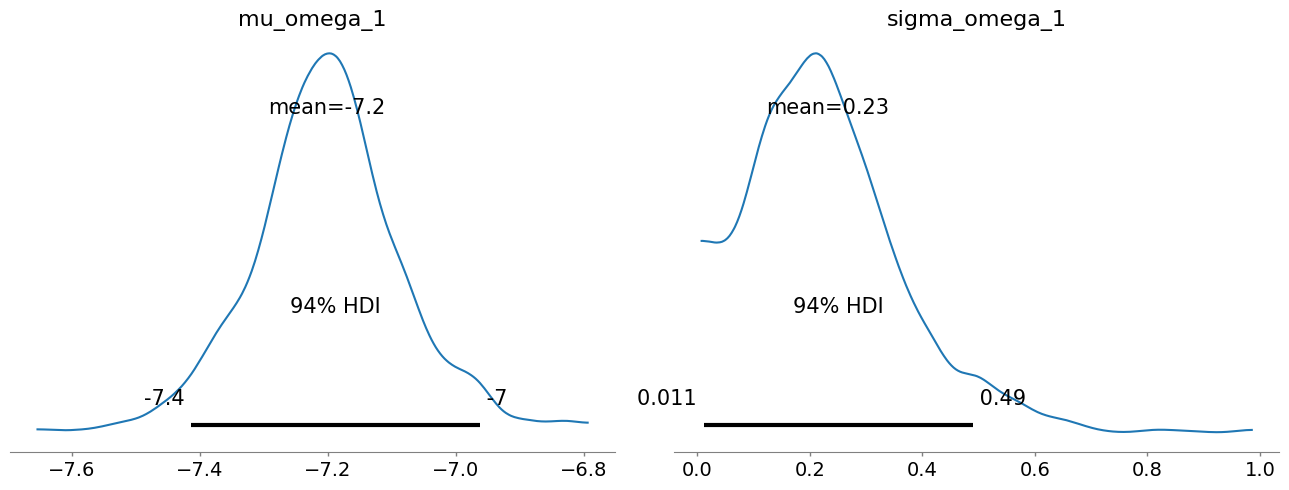 mu_omega_1
mean=-7.2
94% HDI
-7.4
-7
−7.6
−7.4
−7.2
−7.0
−6.8
sigma_omega_1
mean=0.23
94% HDI
0.011
0.49
0.0
0.2
0.4
0.6
0.8
1.0